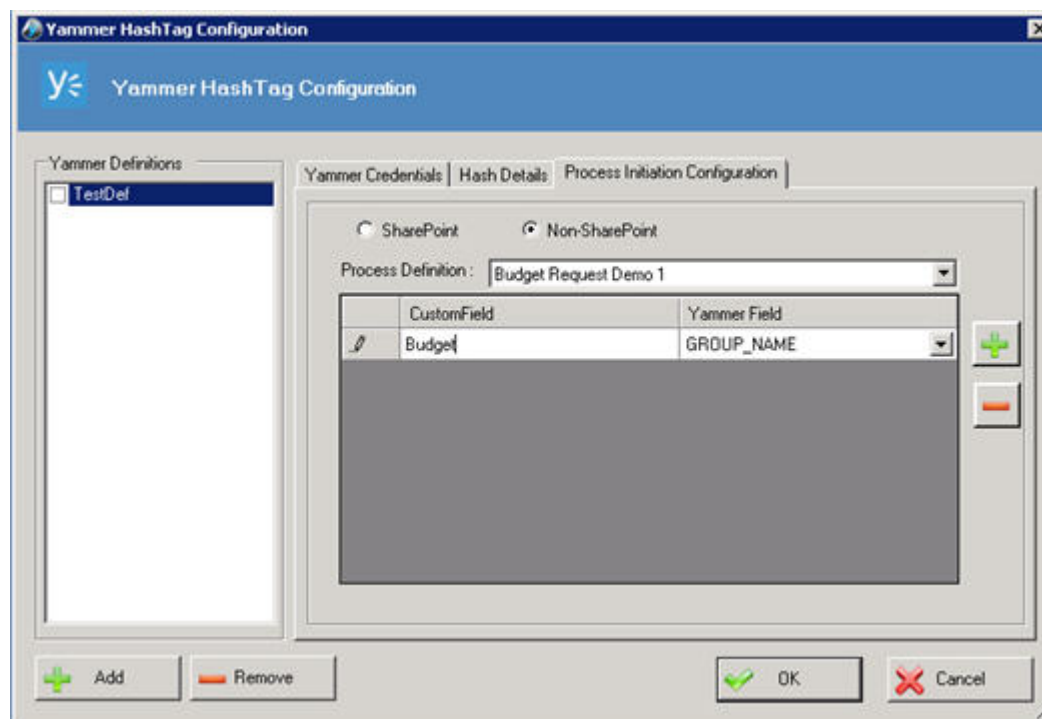 Yammer HashTag Configuration
Yammer HashTag Configuration
Yammer Definitions
TestDef
Yammer Credentials Hash Details Process Initiation Configuration
SharePoint Non-SharePoint
Process Definition : Budget Request Demo 1
CustomField Yammer Field
Budget GROUP_NAME
Add Remove OK Cancel